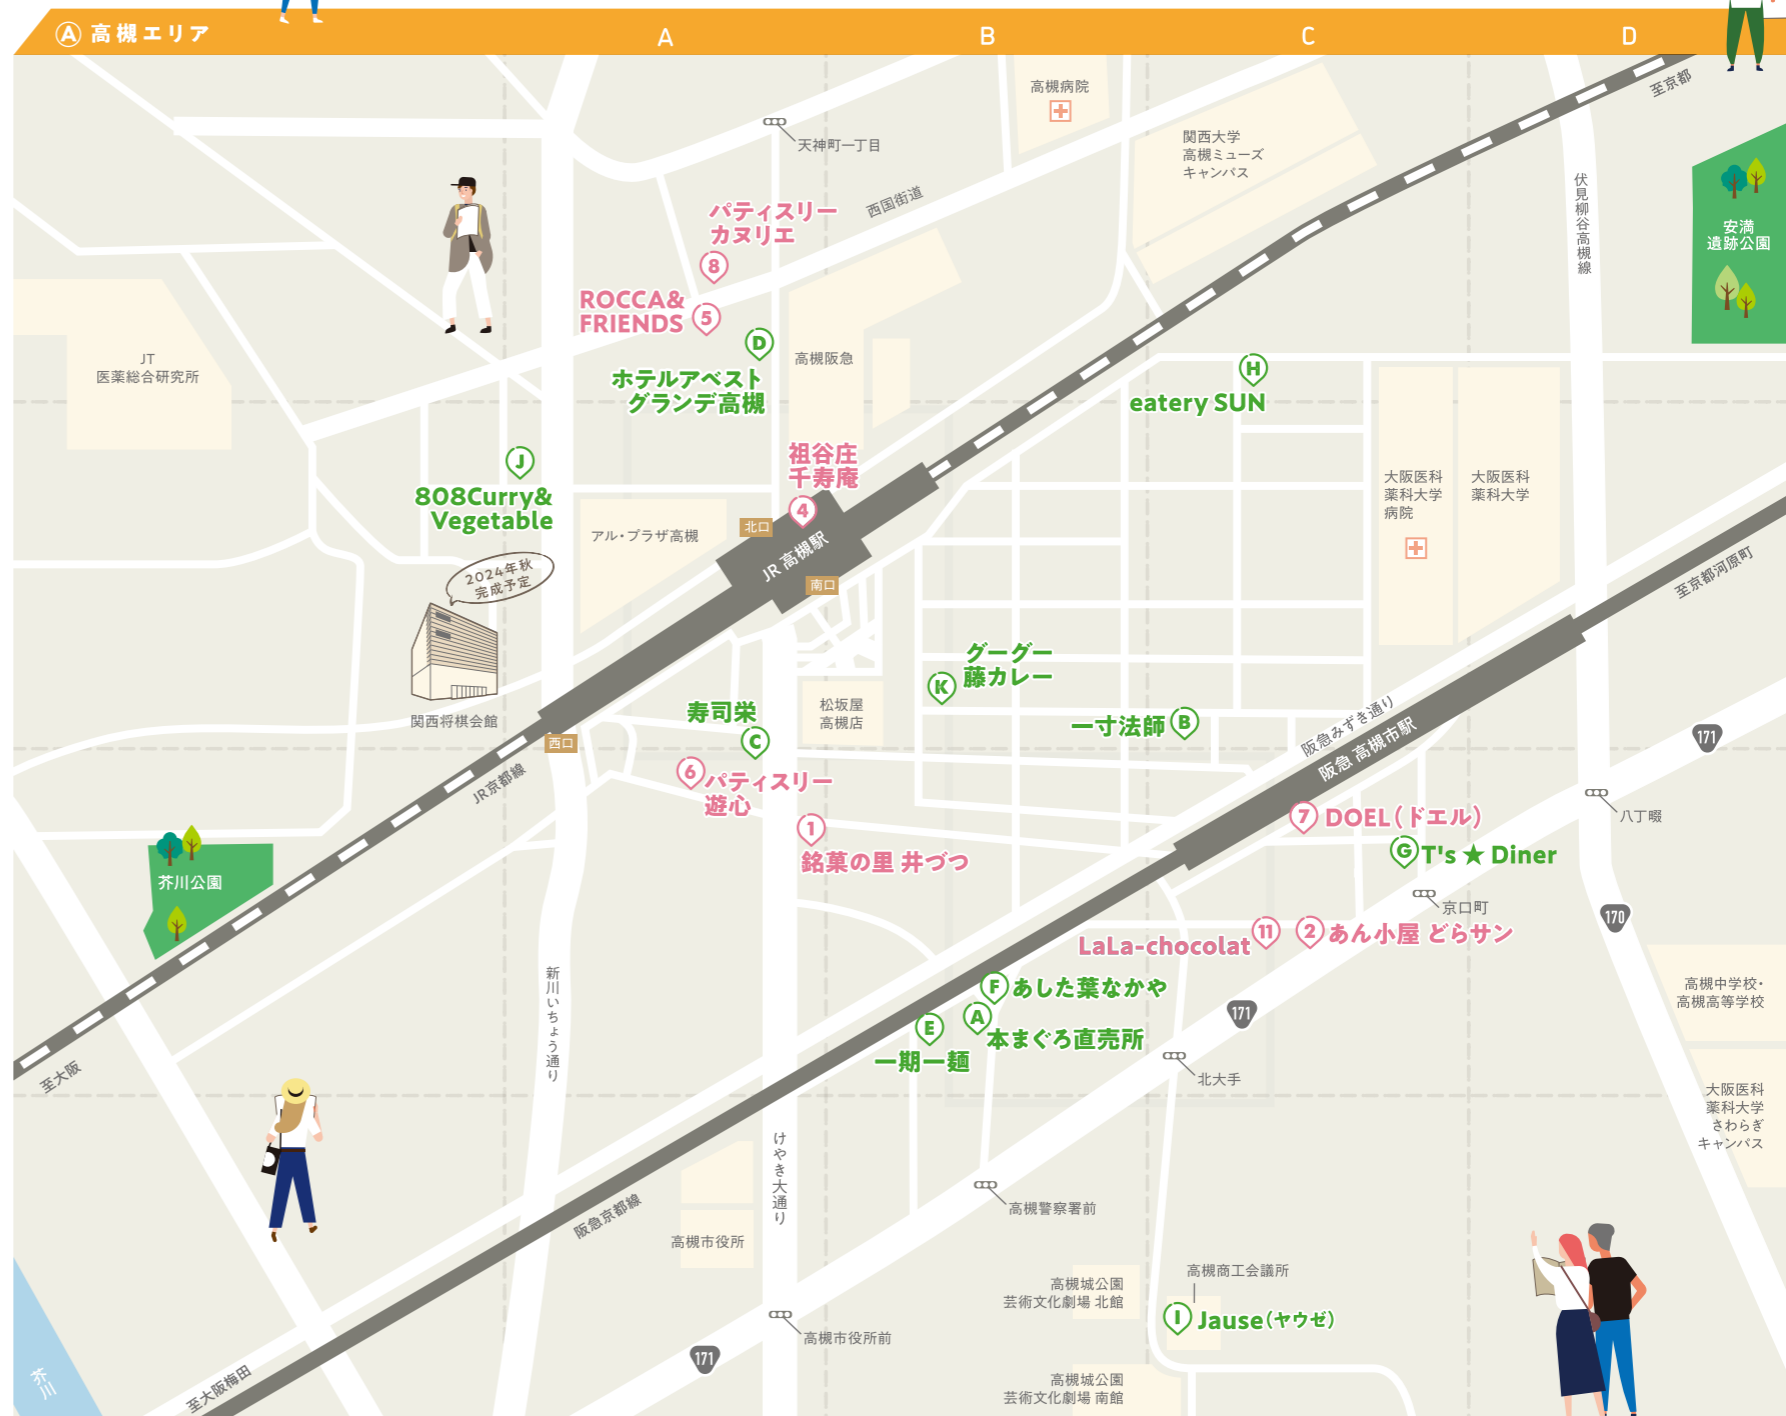 A 高槻エリア
A
B
C
D
至京都
高槻病院
関西大学
高槻ミューズ
キャンパス
天神町一丁目
西国街道
伏見柳谷高槻線
安満
遺跡公園
パティスリー
カヌリエ
8
ROCCA&
FRIENDS
5
D
ホテルアベスト
グランデ高槻
高槻阪急
JT
医薬総合研究所
H
eatery SUN
祖谷庄
千寿庵
4
J
808Curry&
Vegetable
大阪医科
薬科大学
病院
大阪医科
薬科大学
アル・プラザ高槻
北口
JR 高槻駅
南口
2024年秋
完成予定
関西将棋会館
至京都河原町
グーグー
藤カレー
K
寿司栄
C
松坂屋
高槻店
一寸法師
B
阪急みずき通り
阪急 高槻市駅
171
西口
JR京都線
6
パティスリー
遊心
八丁畷
7
DOEL(ドエル)
1
銘菓の里 井づつ
G
T's ★ Diner
芥川公園
京口町
170
LaLa-chocolat
11
2
あん小屋 どらサン
F
あした葉なかや
A
本まぐろ直売所
E
一期一麺
171
新川いちょう通り
高槻中学校・
高槻高等学校
至大阪
北大手
大阪医科
薬科大学
さわらぎ
キャンパス
けやき大通り
高槻警察署前
阪急京都線
高槻市役所
高槻商工会議所
高槻城公園
芸術文化劇場 北館
I
Jause(ヤウゼ)
高槻市役所前
171
高槻城公園
芸術文化劇場 南館
芥川
至大阪梅田